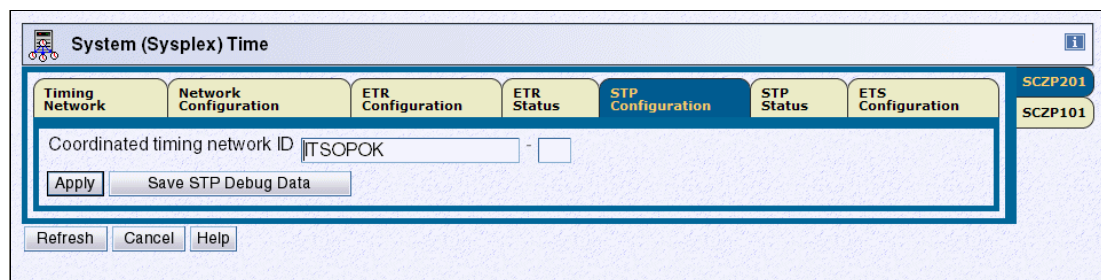 System (Sysplex) Time
i
Timing Network
Network Configuration
ETR Configuration
ETR Status
STP Configuration
STP Status
ETS Configuration
SCZP201
SCZP101
Coordinated timing network ID ITSOPOK -
Apply Save STP Debug Data
Refresh Cancel Help